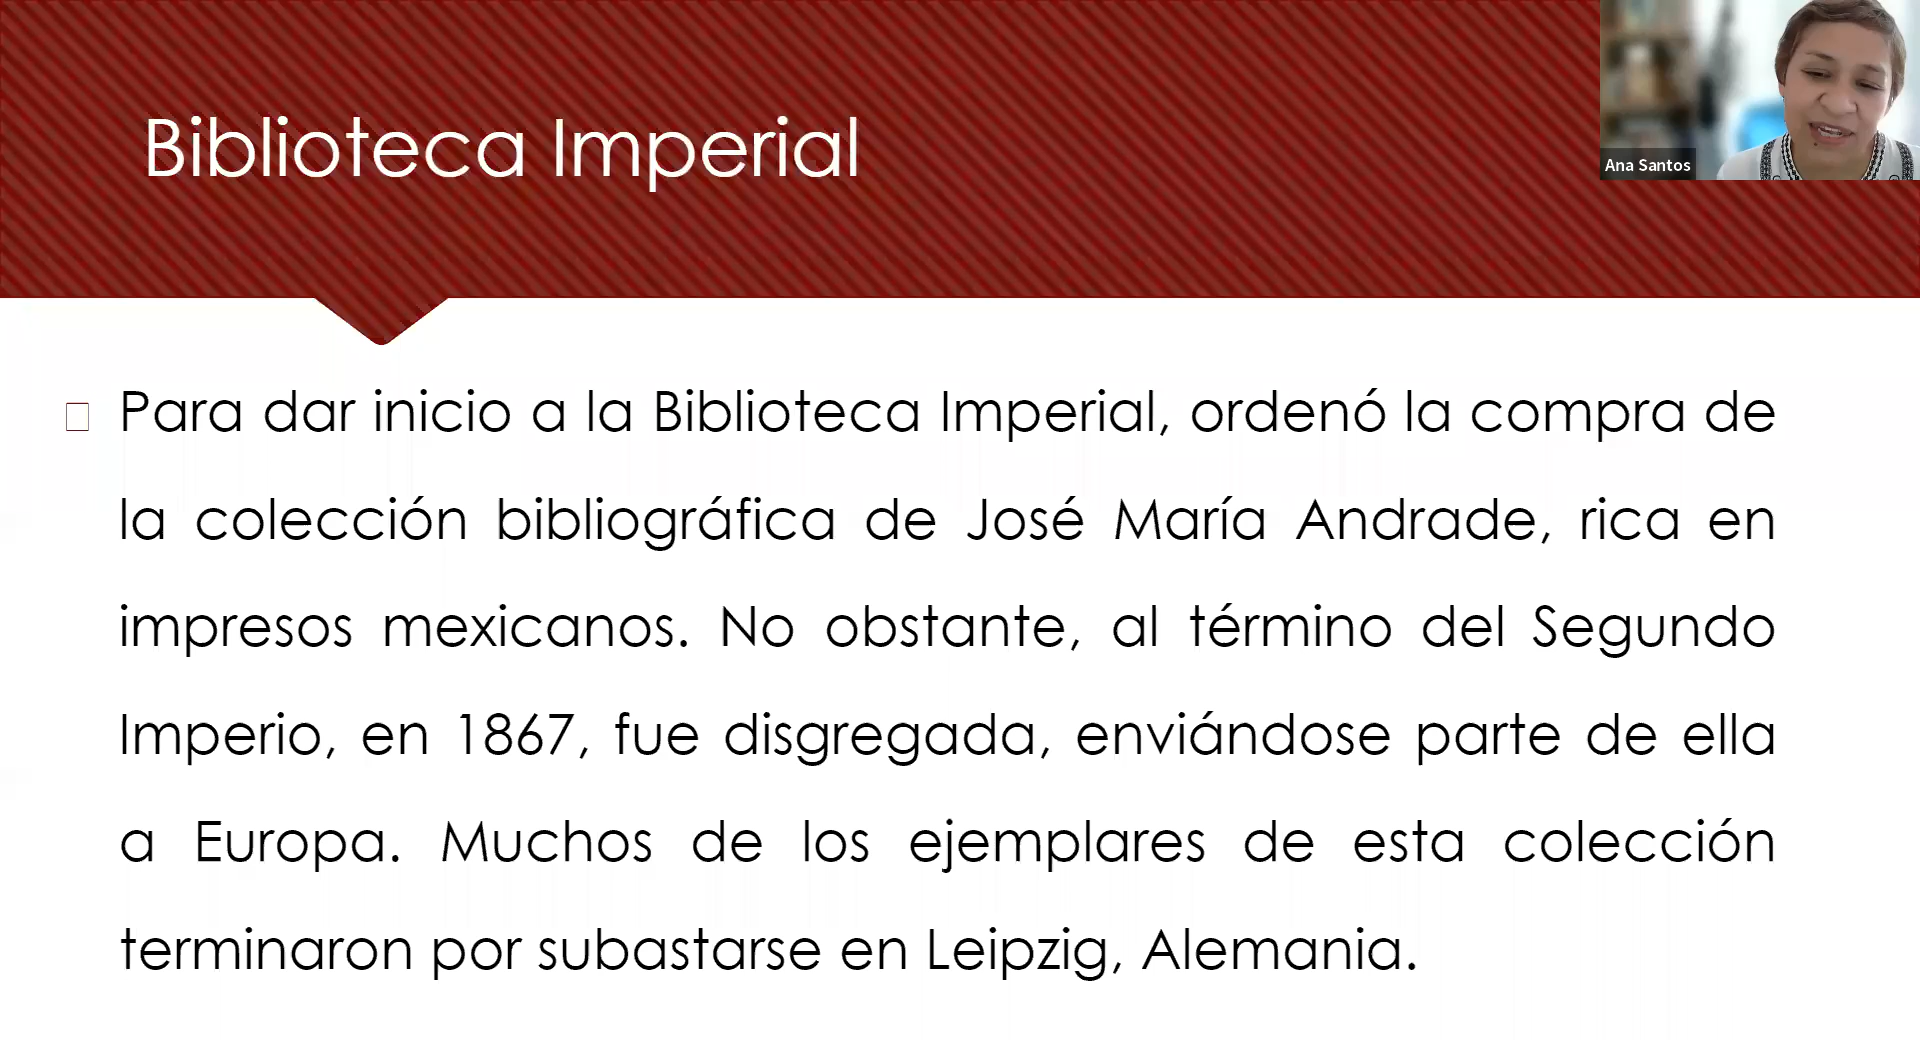 Biblioteca Imperial
Ana Santos
Para dar inicio a la Biblioteca Imperial, ordenó la compra de
la colección bibliográfica de José María Andrade, rica en
impresos mexicanos. No obstante, al término del Segundo
Imperio, en 1867, fue disgregada, enviándose parte de ella
a Europa. Muchos de los ejemplares de esta colección
terminaron por subastarse en Leipzig, Alemania.